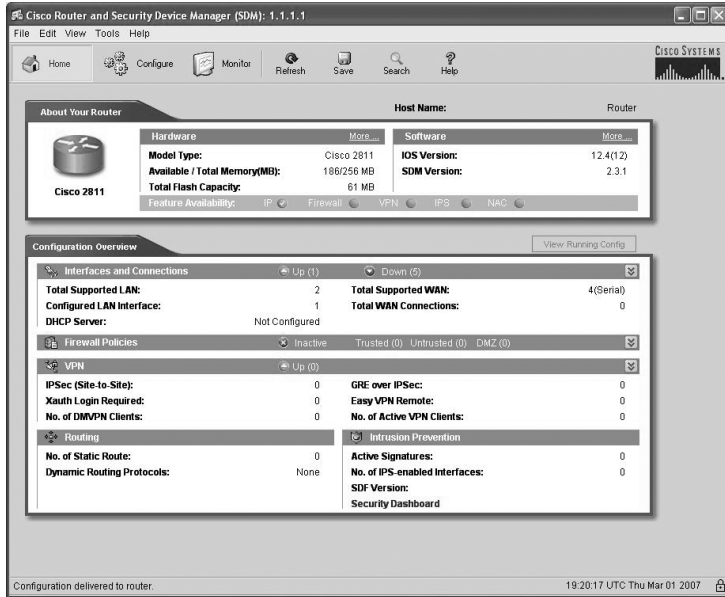 Cisco Router and Security Device Manager (SDM): 1.1.1.1
File Edit View Tools Help
Home Configure Monitor Refresh Save Search Help
CISCO SYSTEMS
About Your Router Host Name: Router
Hardware More ... Software More ...
Model Type: Cisco 2811 IOS Version: 12.4(12)
Available / Total Memory(MB): 186/256 MB SDM Version: 2.3.1
Total Flash Capacity: 61 MB
Cisco 2811
Feature Availability: IP Firewall VPN IPS NAC
Configuration Overview View Running Config
Interfaces and Connections Up (1) Down (5)
Total Supported LAN: 2 Total Supported WAN: 4(Serial)
Configured LAN Interface: 1 Total WAN Connections: 0
DHCP Server: Not Configured
Firewall Policies Inactive Trusted (0) Untrusted (0) DMZ (0)
VPN Up (0)
IPSec (Site-to-Site): 0 GRE over IPSec: 0
Xauth Login Required: 0 Easy VPN Remote: 0
No. of DMVPN Clients: 0 No. of Active VPN Clients: 0
Routing Intrusion Prevention
No. of Static Route: 0 Active Signatures: 0
Dynamic Routing Protocols: None No. of IPS-enabled Interfaces: 0
SDF Version:
Security Dashboard
Configuration delivered to router. 19:20:17 UTC Thu Mar 01 2007